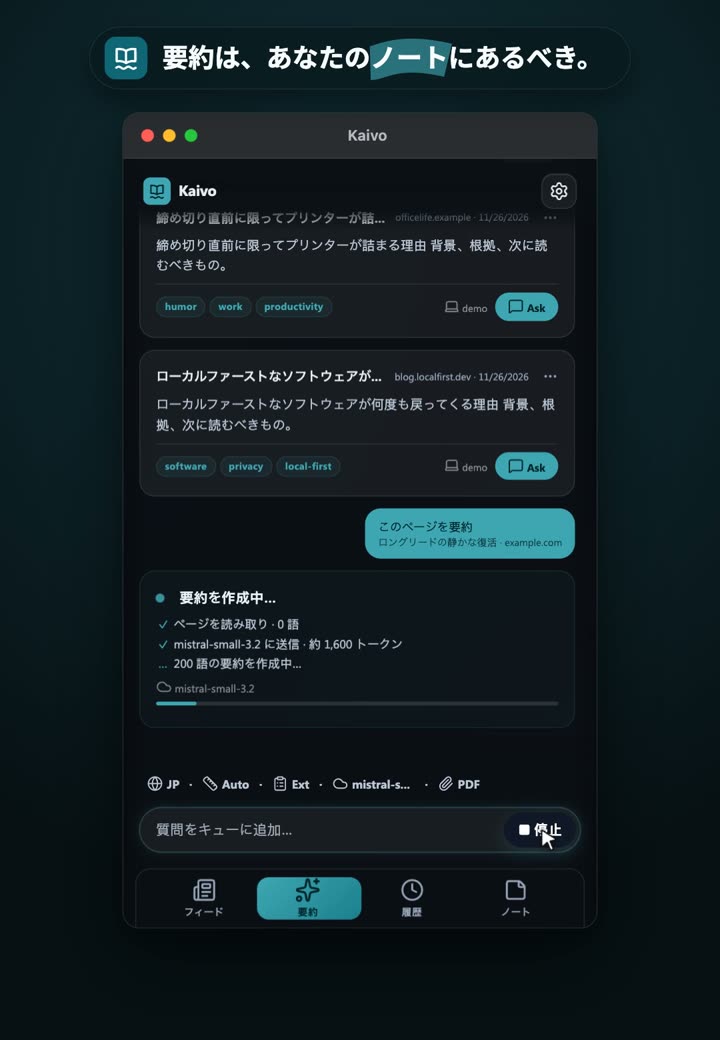 要約は、あなたのノートにあるべき。
Kaivo
Kaivo
締め切り直前に限ってプリンターが詰... officelife.example · 11/26/2026 ...
締め切り直前に限ってプリンターが詰まる理由 背景、根拠、次に読
むべきもの。
humor work productivity demo Ask
ローカルファーストなソフトウェアが... blog.localfirst.dev · 11/26/2026 ...
ローカルファーストなソフトウェアが何度も戻ってくる理由 背景、根
拠、次に読むべきもの。
software privacy local-first demo Ask
このページを要約
ロングリードの静かな復活 · example.com
要約を作成中...
✓ ページを読み取り · 0 語
✓ mistral-small-3.2 に送信 · 約 1,600 トークン
... 200 語の要約を作成中...
mistral-small-3.2
JP · Auto · Ext · mistral-s... · PDF
質問をキューに追加... 停止
フィード 要約 履歴 ノート